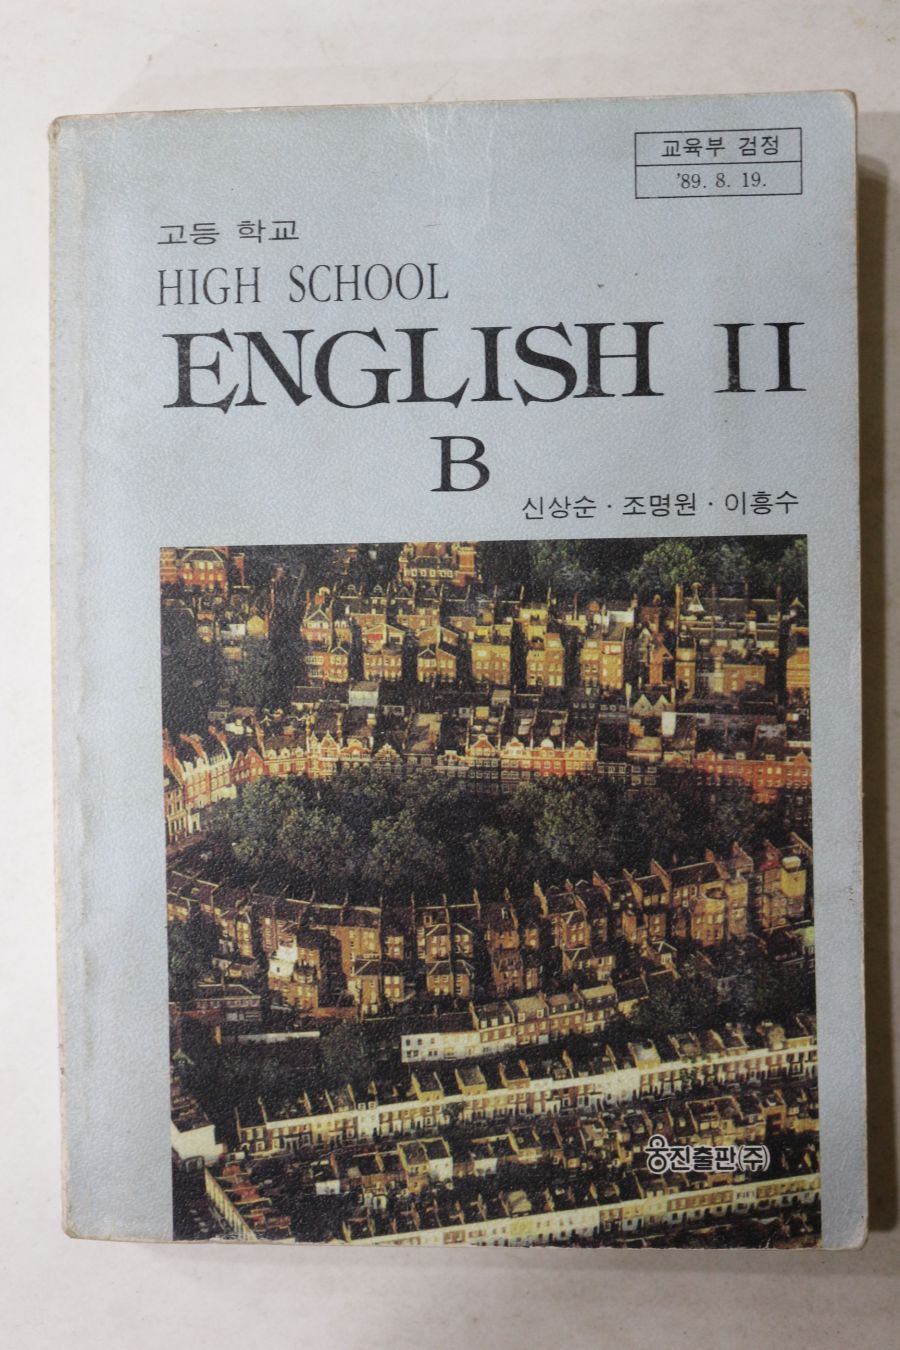 교육부 검정
'89. 8. 19.
고등 학교
HIGH SCHOOL
ENGLISH II
B
신상순 · 조명원 · 이흥수
웅진출판(주)